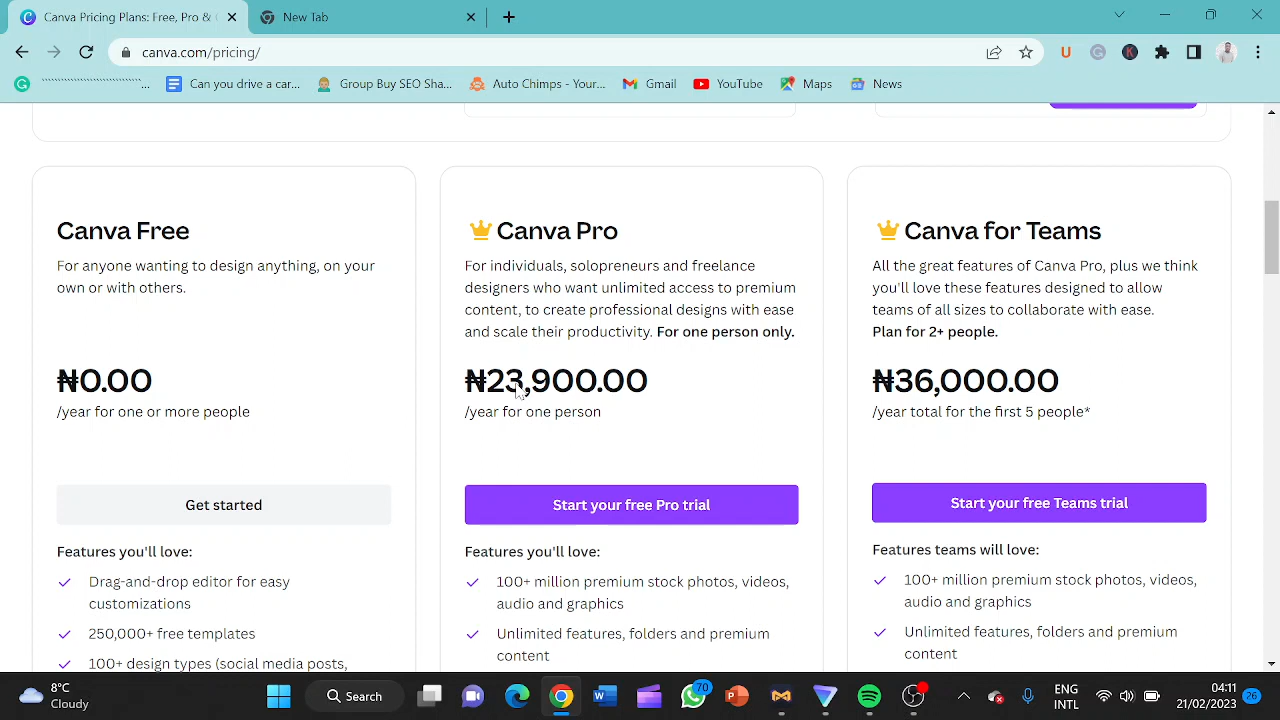 Canva Pricing Plans: Free, Pro &
New Tab
canva.com/pricing/
Can you drive a car...
Group Buy SEO Sha...
Auto Chimps - Your...
Gmail
YouTube
Maps
News
Canva Free
For anyone wanting to design anything, on your
own or with others.
₦0.00
/year for one or more people
Get started
Features you'll love:
Drag-and-drop editor for easy
customizations
250,000+ free templates
100+ design types (social media posts,
Canva Pro
For individuals, solopreneurs and freelance
designers who want unlimited access to premium
content, to create professional designs with ease
and scale their productivity. For one person only.
₦23,900.00
/year for one person
Start your free Pro trial
Features you'll love:
100+ million premium stock photos, videos,
audio and graphics
Unlimited features, folders and premium
content
Canva for Teams
All the great features of Canva Pro, plus we think
you'll love these features designed to allow
teams of all sizes to collaborate with ease.
Plan for 2+ people.
₦36,000.00
/year total for the first 5 people*
Start your free Teams trial
Features teams will love:
100+ million premium stock photos, videos,
audio and graphics
Unlimited features, folders and premium
content
8°C
Cloudy
Search
70
ENG
INTL
04:11
21/02/2023
26